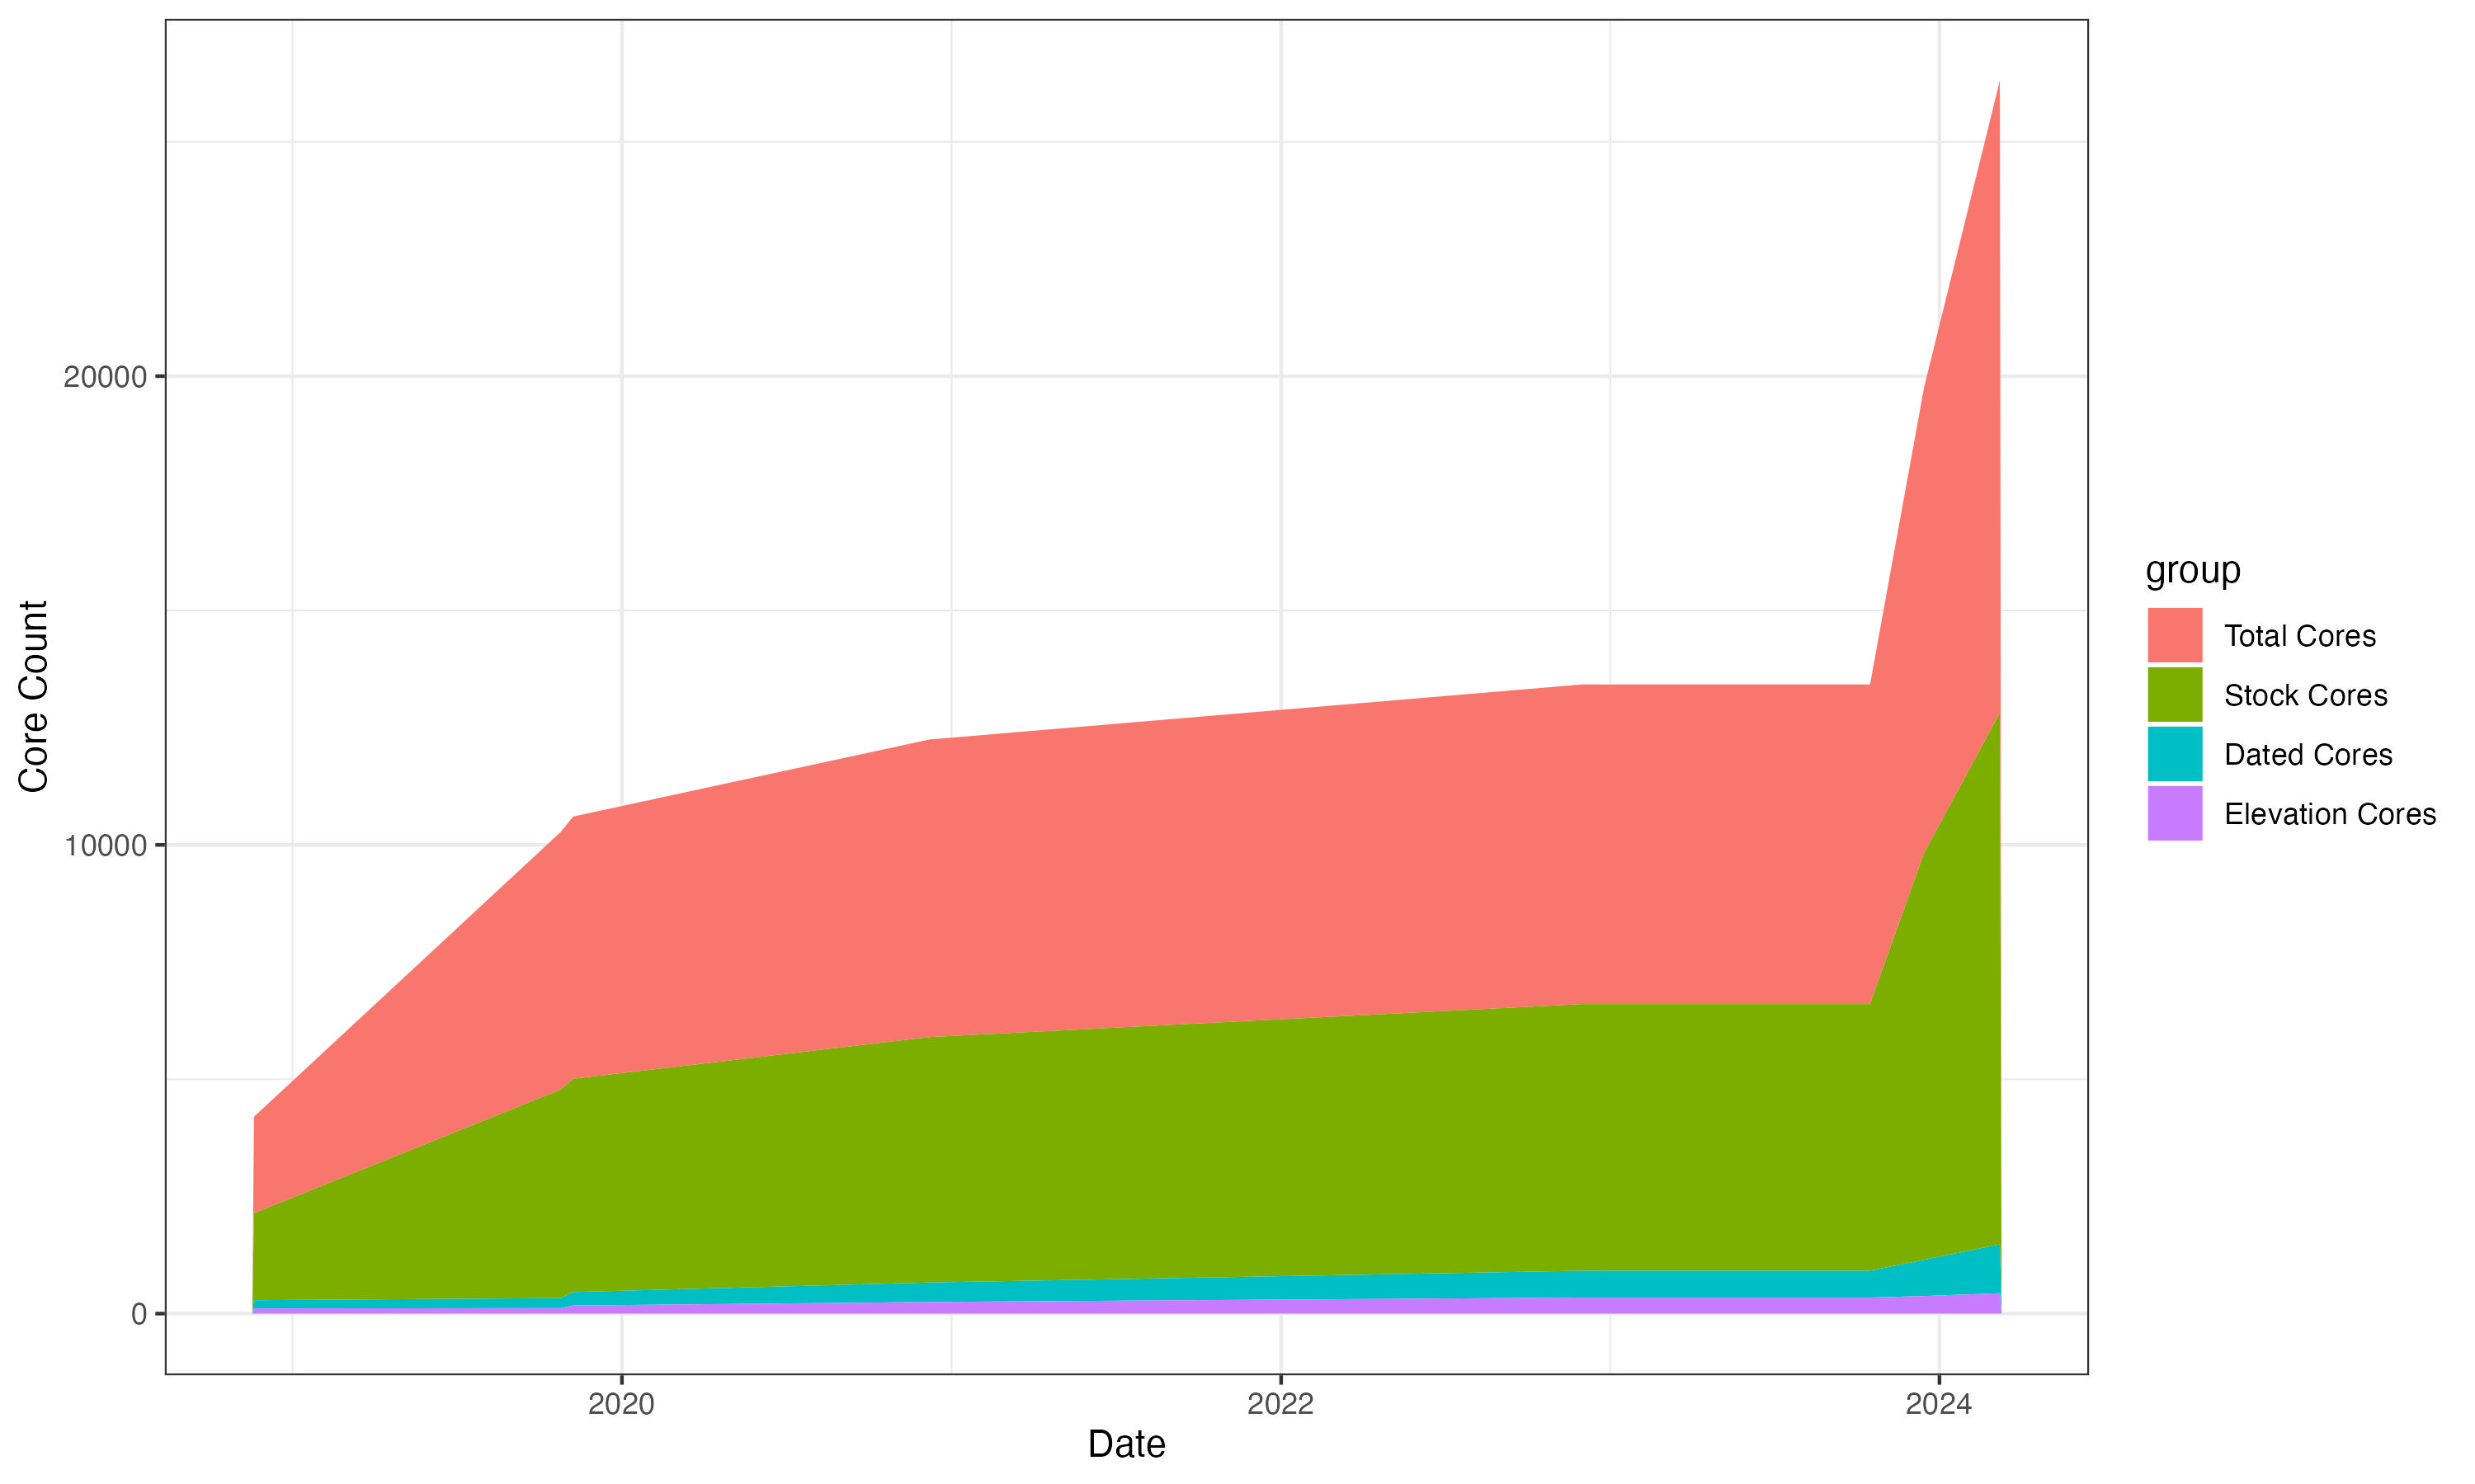 Core Count
20000
10000
0
2020
2022
2024
Date
group
Total Cores
Stock Cores
Dated Cores
Elevation Cores